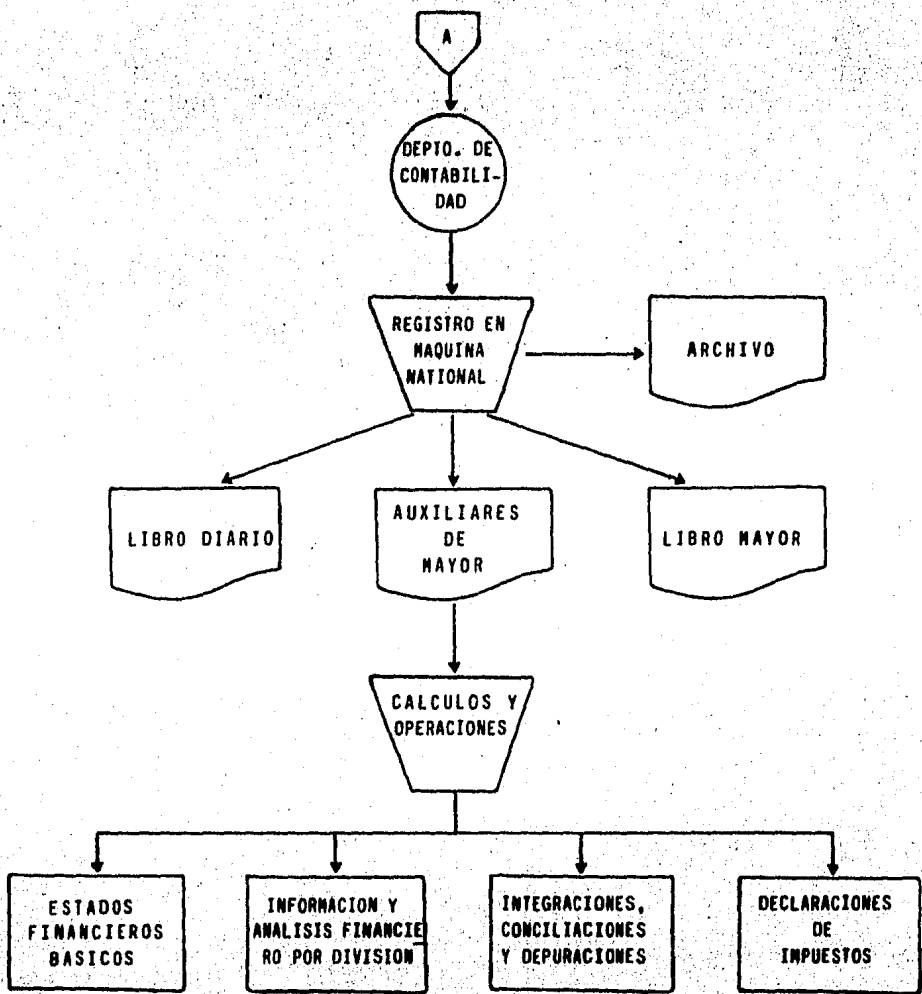 A
DEPTO. DE
CONTABILI-
DAD
REGISTRO EN
MAQUINA
NATIONAL
ARCHIVO
LIBRO DIARIO
AUXILIARES
DE
MAYOR
LIBRO MAYOR
CALCULOS Y
OPERACIONES
ESTADOS
FINANCIEROS
BASICOS
INFORMACION Y
ANALISIS FINANCIE
RO POR DIVISION
INTEGRACIONES,
CONCILIACIONES
Y DEPURACIONES
DECLARACIONES
DE
IMPUESTOS